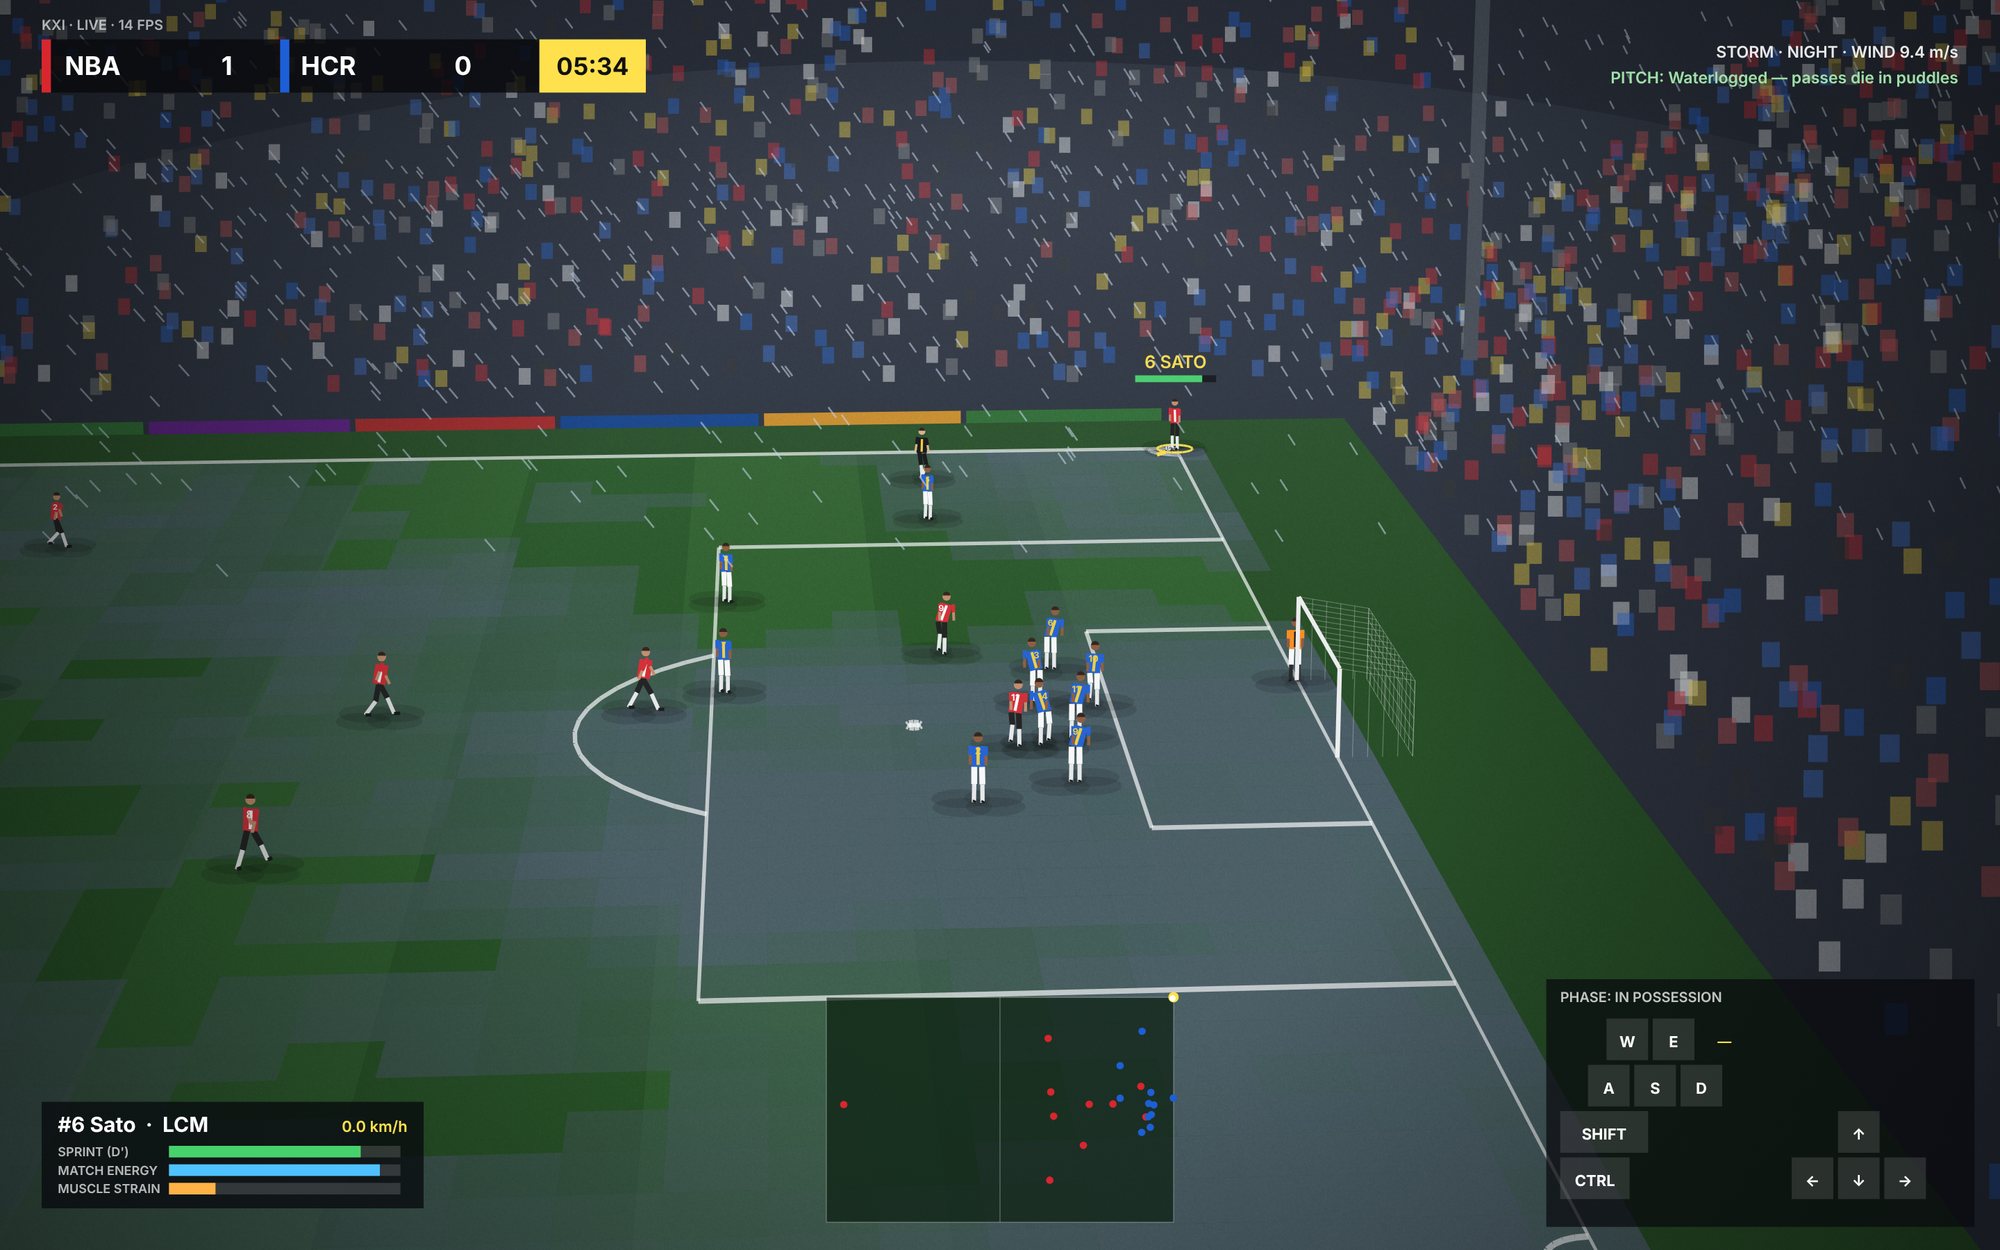 KXI · LIVE · 14 FPS
NBA 1 HCR 0 05:34
STORM · NIGHT · WIND 9.4 m/s
PITCH: Waterlogged — passes die in puddles
6 SATO
#6 Sato · LCM 0.0 km/h
SPRINT (D')
MATCH ENERGY
MUSCLE STRAIN
PHASE: IN POSSESSION
W E —
A S D
SHIFT ↑
CTRL ← ↓ →